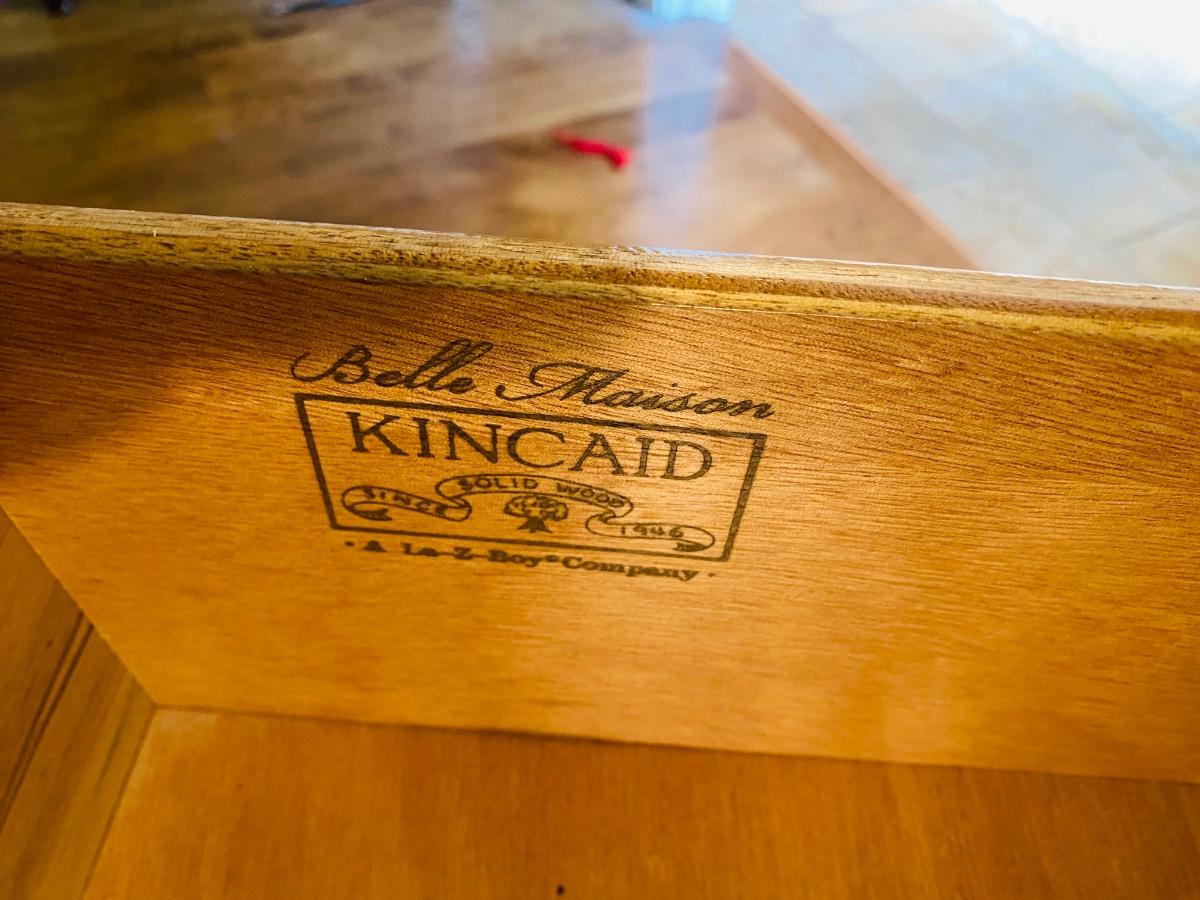 Belle Maison
KINCAID
SOLID WOOD
SINCE 1946
· A La-Z-Boy® Company ·